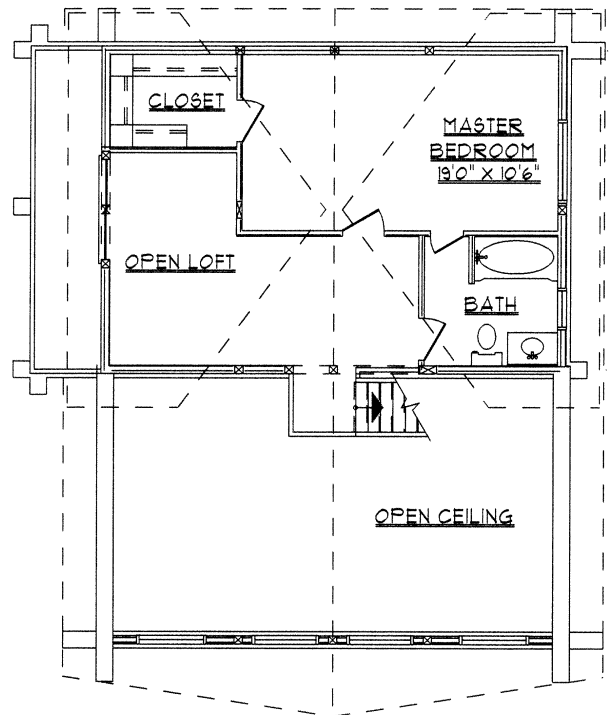 CLOSET
MASTER
BEDROOM
19'0" X 10'6"
OPEN LOFT
BATH
OPEN CEILING